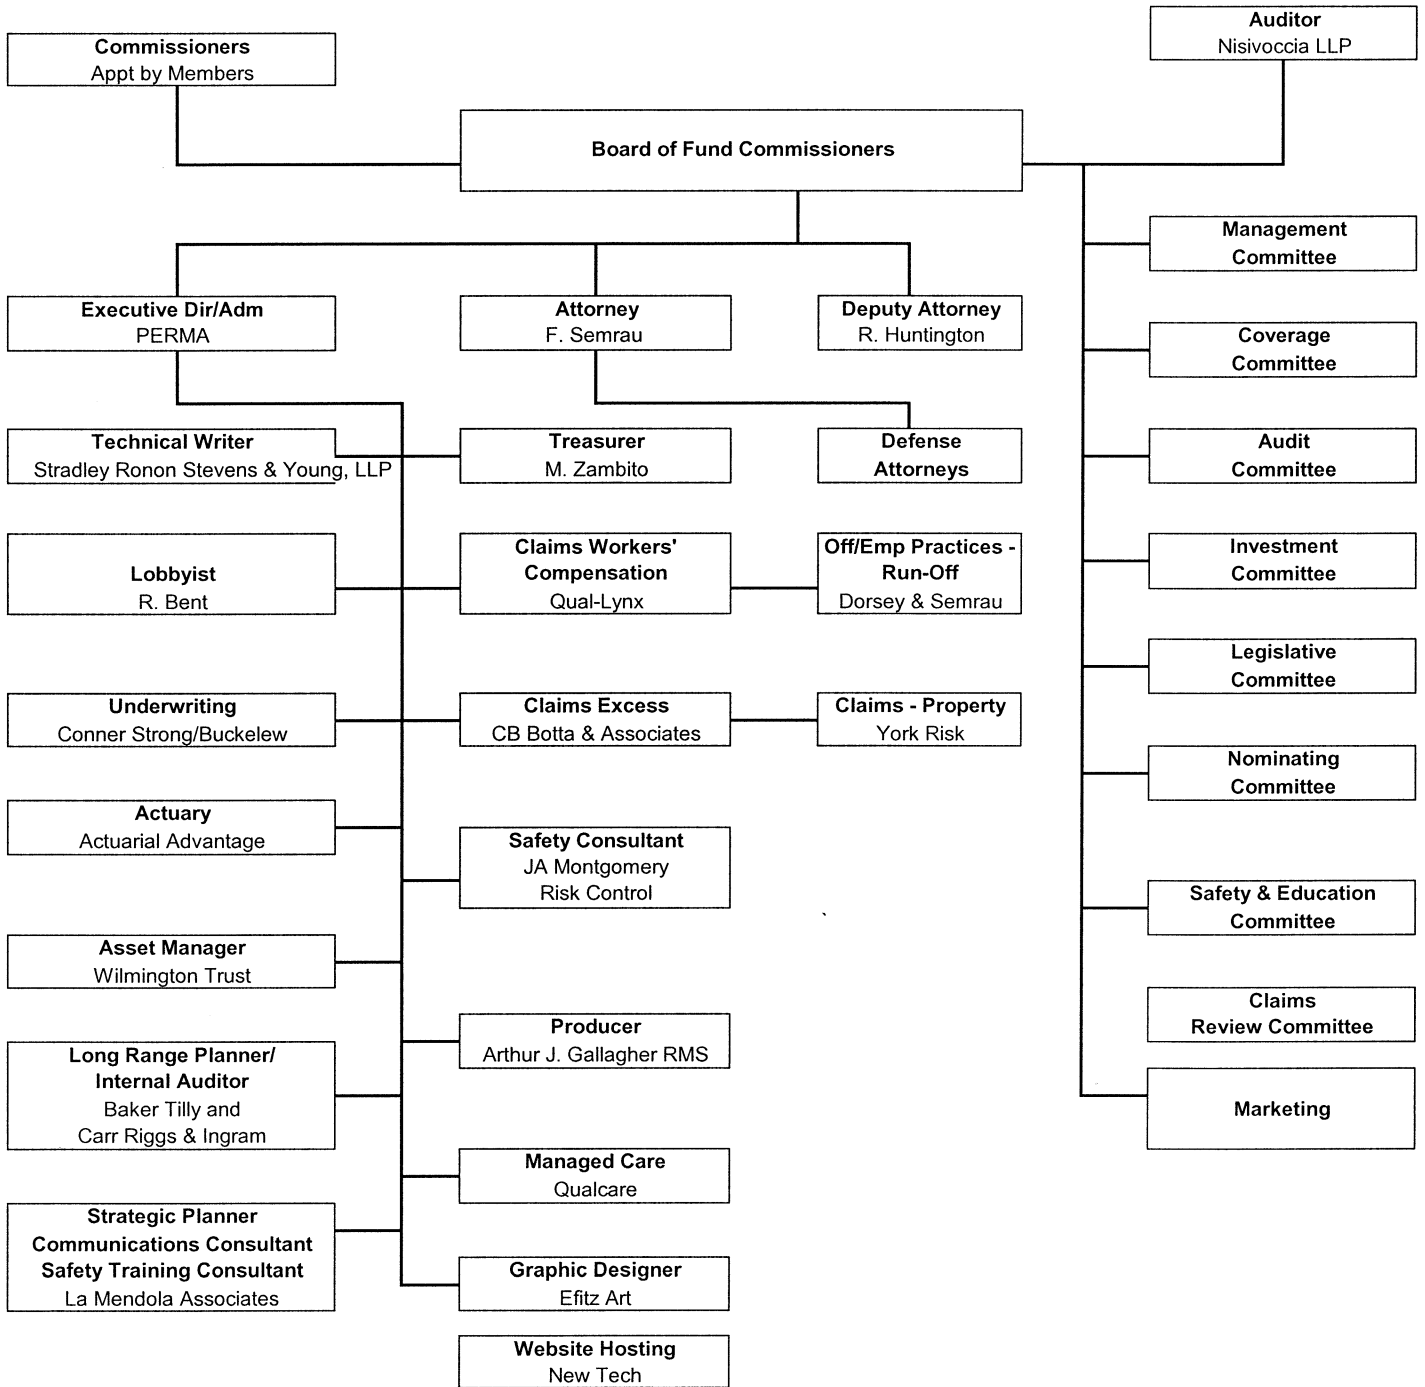 Commissioners
Appt by Members
Auditor
Nisivoccia LLP
Board of Fund Commissioners
Management
Committee
Executive Dir/Adm
PERMA
Attorney
F. Semrau
Deputy Attorney
R. Huntington
Coverage
Committee
Technical Writer
Stradley Ronon Stevens & Young, LLP
Treasurer
M. Zambito
Defense
Attorneys
Audit
Committee
Lobbyist
R. Bent
Claims Workers'
Compensation
Qual-Lynx
Off/Emp Practices -
Run-Off
Dorsey & Semrau
Investment
Committee
Legislative
Committee
Underwriting
Conner Strong/Buckelew
Claims Excess
CB Botta & Associates
Claims - Property
York Risk
Nominating
Committee
Actuary
Actuarial Advantage
Safety Consultant
JA Montgomery
Risk Control
Safety & Education
Committee
Asset Manager
Wilmington Trust
Claims
Review Committee
Producer
Arthur J. Gallagher RMS
Long Range Planner/
Internal Auditor
Baker Tilly and
Carr Riggs & Ingram
Marketing
Managed Care
Qualcare
Strategic Planner
Communications Consultant
Safety Training Consultant
La Mendola Associates
Graphic Designer
Efitz Art
Website Hosting
New Tech